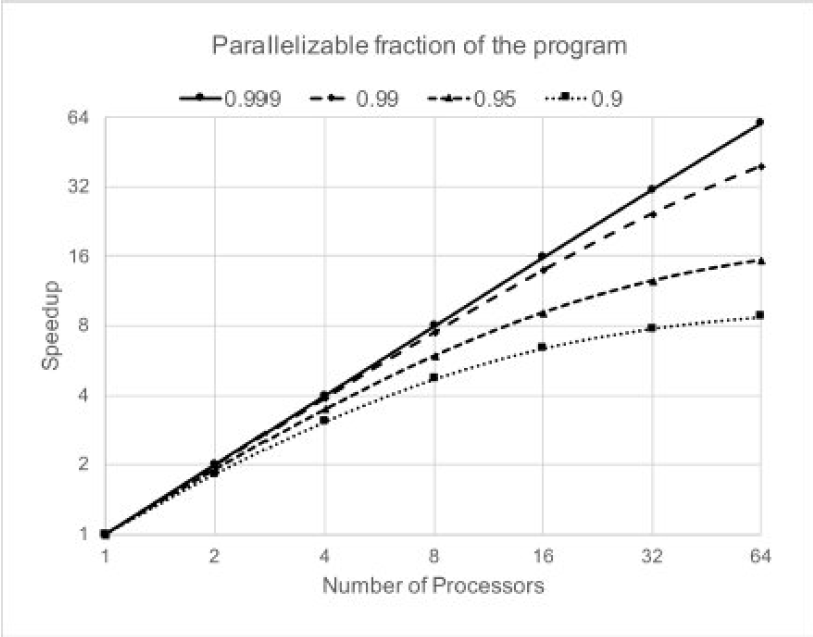 Parallelizable fraction of the program
0.999 0.99 0.95 0.9
64
32
16
8
4
2
1
Speedup
1 2 4 8 16 32 64
Number of Processors